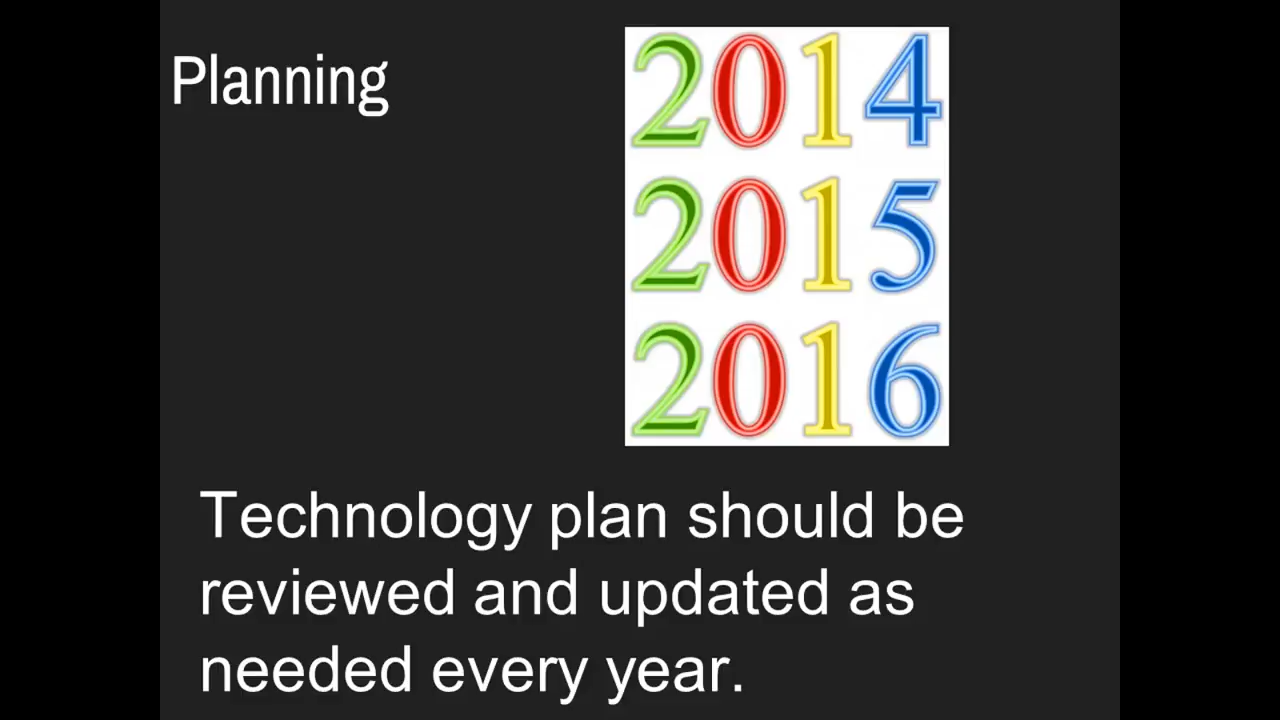 Planning
2014
2015
2016
Technology plan should be
reviewed and updated as
needed every year.